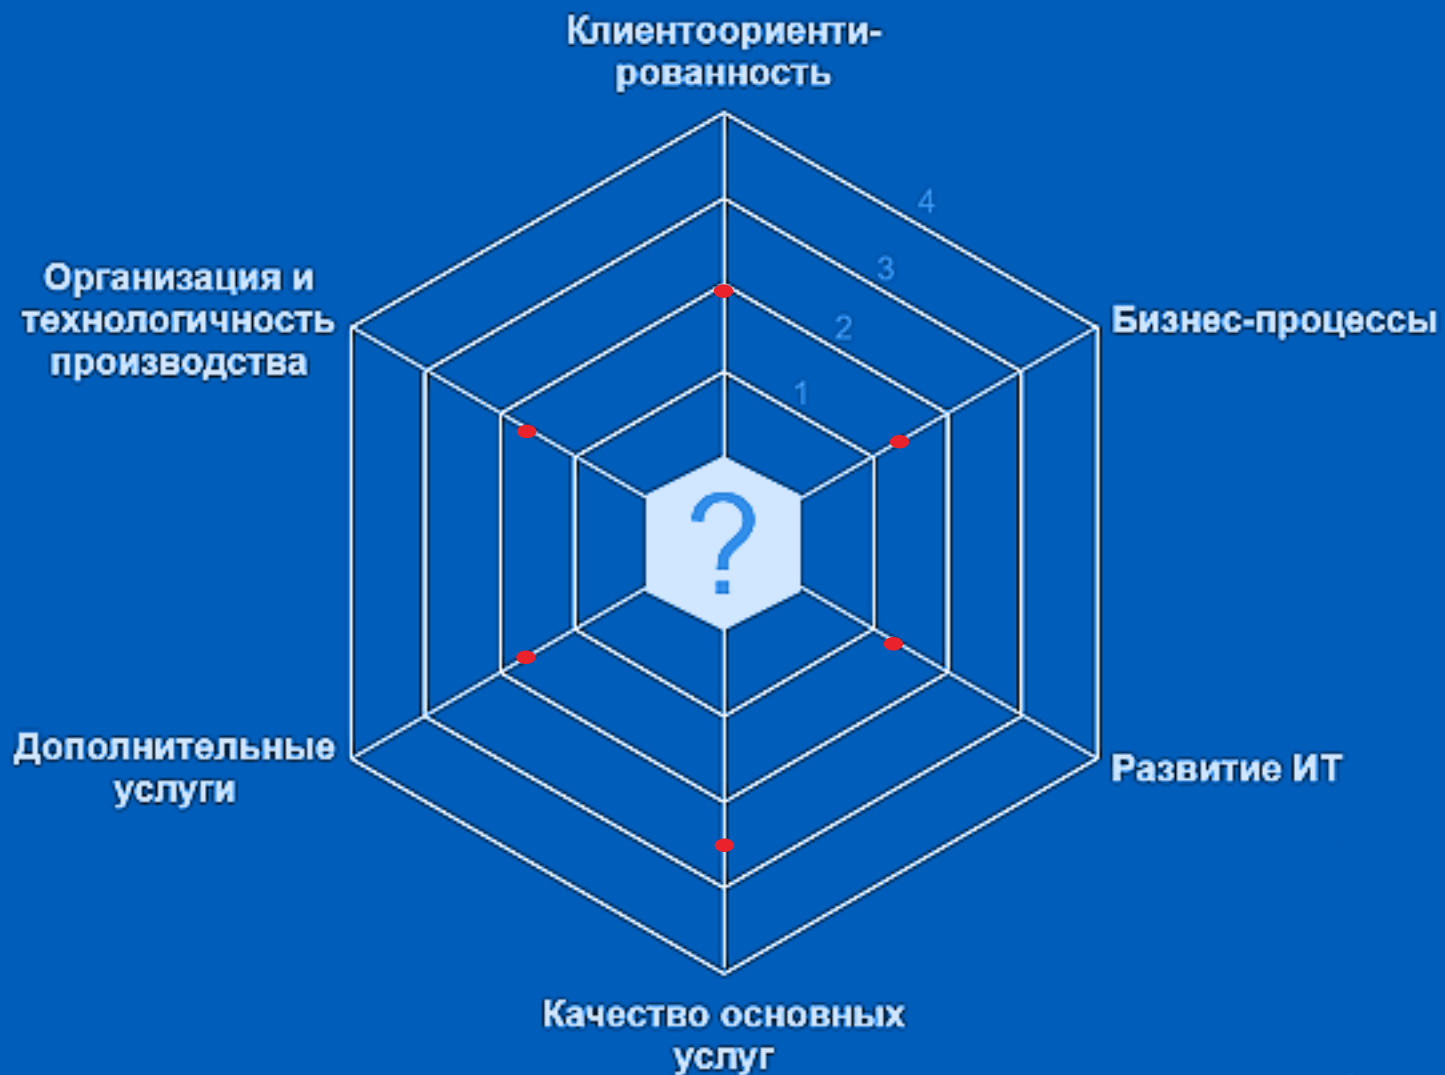 Клиентоориенти-
рованность
4
3
2
1
Организация и
технологичность
производства
Бизнес-процессы
?
Дополнительные
услуги
Развитие ИТ
Качество основных
услуг